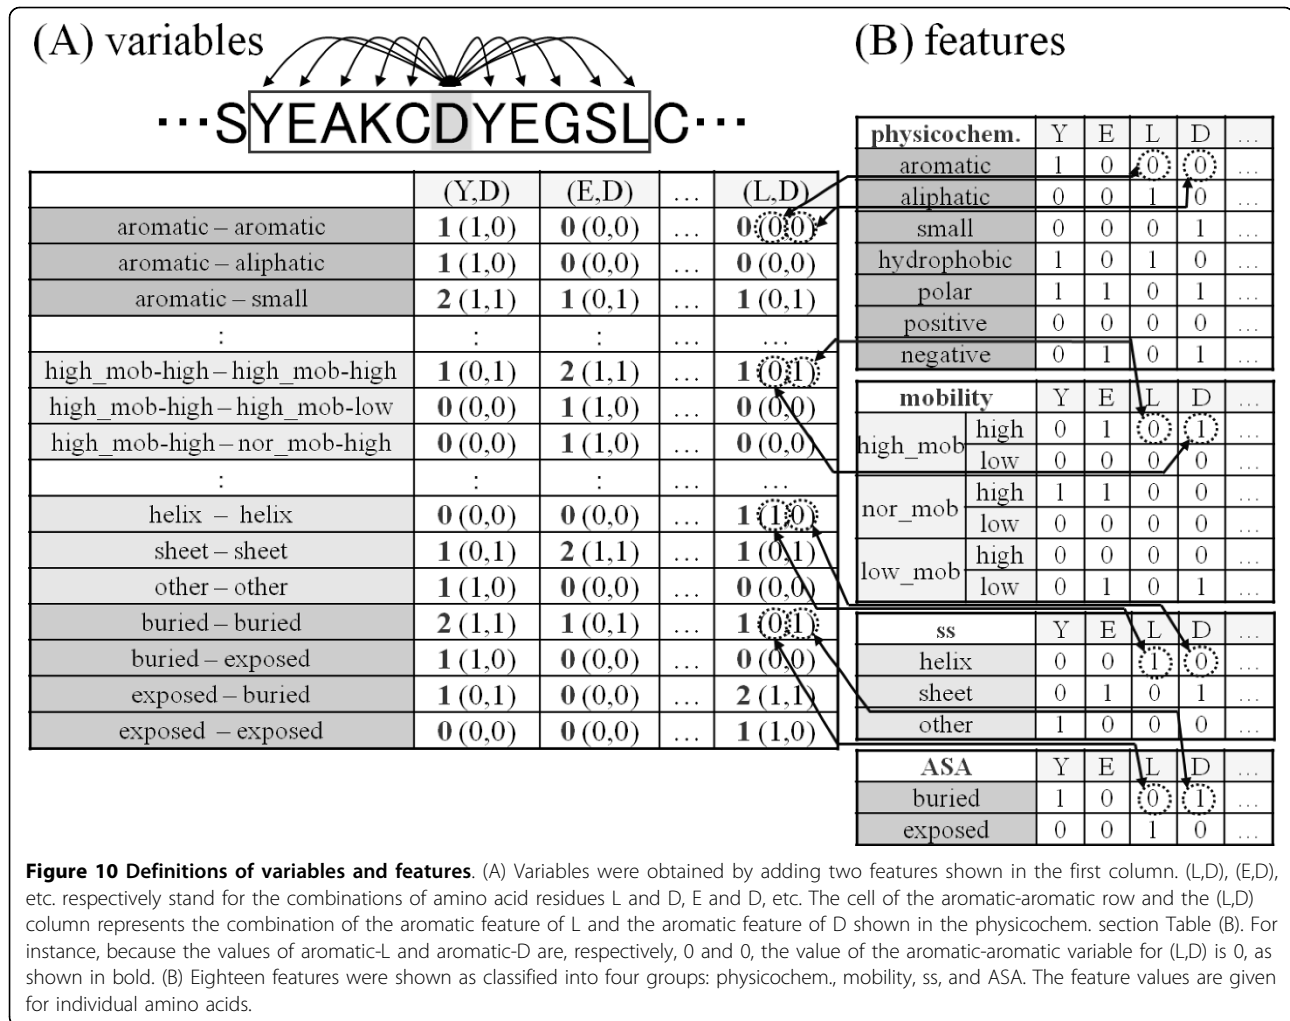 (A) variables
···SYEAKCDYEGSLC···
(Y,D) (E,D) ... (L,D)
aromatic – aromatic 1 (1,0) 0 (0,0) ... 0 (0,0)
aromatic – aliphatic 1 (1,0) 0 (0,0) ... 0 (0,0)
aromatic – small 2 (1,1) 1 (0,1) ... 1 (0,1)
: : : ... ...
high_mob-high – high_mob-high 1 (0,1) 2 (1,1) ... 1 (0,1)
high_mob-high – high_mob-low 0 (0,0) 1 (1,0) ... 0 (0,0)
high_mob-high – nor_mob-high 0 (0,0) 1 (1,0) ... 0 (0,0)
: : : ... ...
helix – helix 0 (0,0) 0 (0,0) ... 1 (1,0)
sheet – sheet 1 (0,1) 2 (1,1) ... 1 (0,1)
other – other 1 (1,0) 0 (0,0) ... 0 (0,0)
buried – buried 2 (1,1) 1 (0,1) ... 1 (0,1)
buried – exposed 1 (1,0) 0 (0,0) ... 0 (0,0)
exposed – buried 1 (0,1) 0 (0,0) ... 2 (1,1)
exposed – exposed 0 (0,0) 0 (0,0) ... 1 (1,0)
(B) features
physicochem. Y E L D ...
aromatic 1 0 0 0 ...
aliphatic 0 0 1 0 ...
small 0 0 0 1 ...
hydrophobic 1 0 1 0 ...
polar 1 1 0 1 ...
positive 0 0 0 0 ...
negative 0 1 0 1 ...
mobility Y E L D ...
high_mob high 0 1 0 1 ...
low 0 0 0 0 ...
nor_mob high 1 1 0 0 ...
low 0 0 0 0 ...
low_mob high 0 0 0 0 ...
low 0 1 0 1 ...
ss Y E L D ...
helix 0 0 1 0 ...
sheet 0 1 0 1 ...
other 1 0 0 0 ...
ASA Y E L D ...
buried 1 0 0 1 ...
exposed 0 0 1 0 ...
Figure 10 Definitions of variables and features. (A) Variables were obtained by adding two features shown in the first column. (L,D), (E,D),
etc. respectively stand for the combinations of amino acid residues L and D, E and D, etc. The cell of the aromatic-aromatic row and the (L,D)
column represents the combination of the aromatic feature of L and the aromatic feature of D shown in the physicochem. section Table (B). For
instance, because the values of aromatic-L and aromatic-D are, respectively, 0 and 0, the value of the aromatic-aromatic variable for (L,D) is 0, as
shown in bold. (B) Eighteen features were shown as classified into four groups: physicochem., mobility, ss, and ASA. The feature values are given
for individual amino acids.